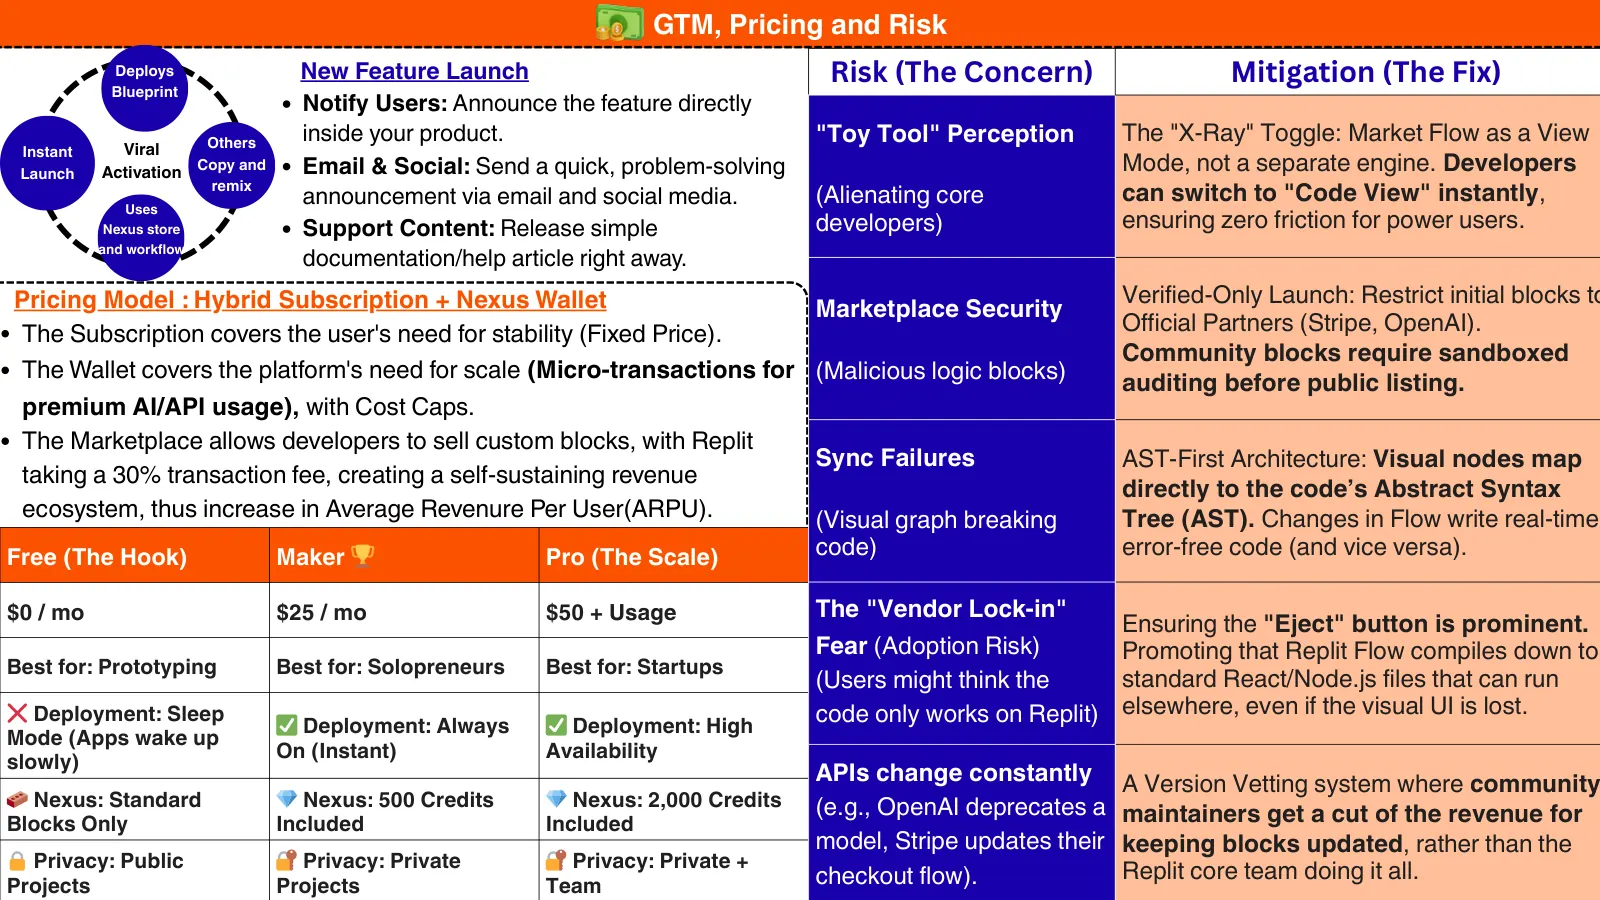 GTM, Pricing and Risk
Deploys
Blueprint
Instant
Launch
Viral
Activation
Others
Copy and
remix
Uses
Nexus store
and workflow
New Feature Launch
• Notify Users: Announce the feature directly
inside your product.
• Email & Social: Send a quick, problem-solving
announcement via email and social media.
• Support Content: Release simple
documentation/help article right away.
Pricing Model : Hybrid Subscription + Nexus Wallet
• The Subscription covers the user's need for stability (Fixed Price).
• The Wallet covers the platform's need for scale (Micro-transactions for
premium AI/API usage), with Cost Caps.
• The Marketplace allows developers to sell custom blocks, with Replit
taking a 30% transaction fee, creating a self-sustaining revenue
ecosystem, thus increase in Average Revenure Per User(ARPU).
Free (The Hook)
Maker
Pro (The Scale)
$0 / mo
$25 / mo
$50 + Usage
Best for: Prototyping
Best for: Solopreneurs
Best for: Startups
❌ Deployment: Sleep
Mode (Apps wake up
slowly)
✅ Deployment: Always
On (Instant)
✅ Deployment: High
Availability
Nexus: Standard
Blocks Only
Nexus: 500 Credits
Included
Nexus: 2,000 Credits
Included
Privacy: Public
Projects
Privacy: Private
Projects
Privacy: Private +
Team
Risk (The Concern)
Mitigation (The Fix)
"Toy Tool" Perception
(Alienating core
developers)
The "X-Ray" Toggle: Market Flow as a View
Mode, not a separate engine. Developers
can switch to "Code View" instantly,
ensuring zero friction for power users.
Marketplace Security
(Malicious logic blocks)
Verified-Only Launch: Restrict initial blocks to
Official Partners (Stripe, OpenAI).
Community blocks require sandboxed
auditing before public listing.
Sync Failures
(Visual graph breaking
code)
AST-First Architecture: Visual nodes map
directly to the code’s Abstract Syntax
Tree (AST). Changes in Flow write real-time
error-free code (and vice versa).
The "Vendor Lock-in"
Fear (Adoption Risk)
(Users might think the
code only works on Replit)
Ensuring the "Eject" button is prominent.
Promoting that Replit Flow compiles down to
standard React/Node.js files that can run
elsewhere, even if the visual UI is lost.
APIs change constantly
(e.g., OpenAI deprecates a
model, Stripe updates their
checkout flow).
A Version Vetting system where community
maintainers get a cut of the revenue for
keeping blocks updated, rather than the
Replit core team doing it all.